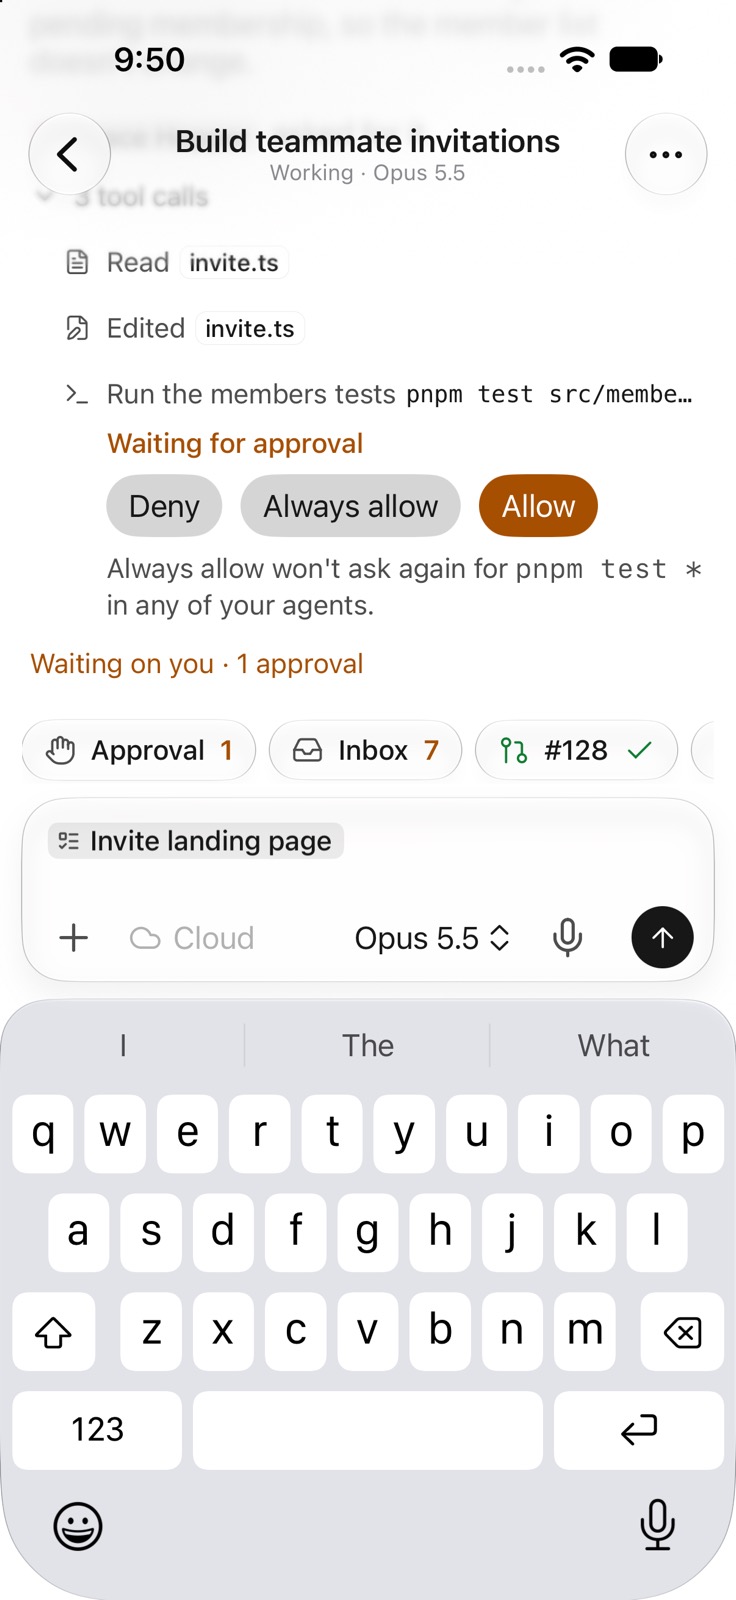 9:50
Build teammate invitations
Working · Opus 5.5
3 tool calls
Read invite.ts
Edited invite.ts
Run the members tests pnpm test src/membe…
Waiting for approval
Deny Always allow Allow
Always allow won't ask again for pnpm test *
in any of your agents.
Waiting on you · 1 approval
Approval 1 Inbox 7 #128
Invite landing page
Cloud Opus 5.5
I The What
q w e r t y u i o p
a s d f g h j k l
z x c v b n m
123